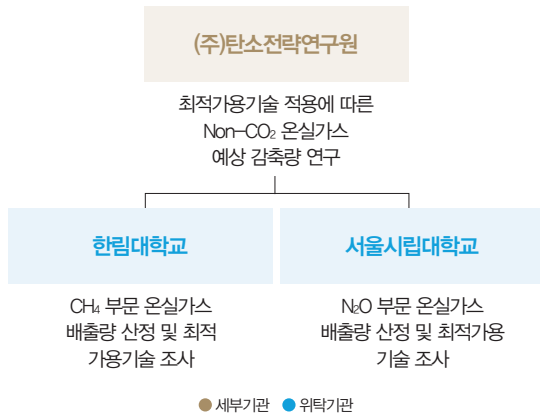 (주)탄소전략연구원
최적가용기술 적용에 따른
Non-CO₂ 온실가스
예상 감축량 연구
한림대학교
서울시립대학교
CH₄ 부문 온실가스
배출량 산정 및 최적
가용기술 조사
N₂O 부문 온실가스
배출량 산정 및 최적가용
기술 조사
세부기관 위탁기관